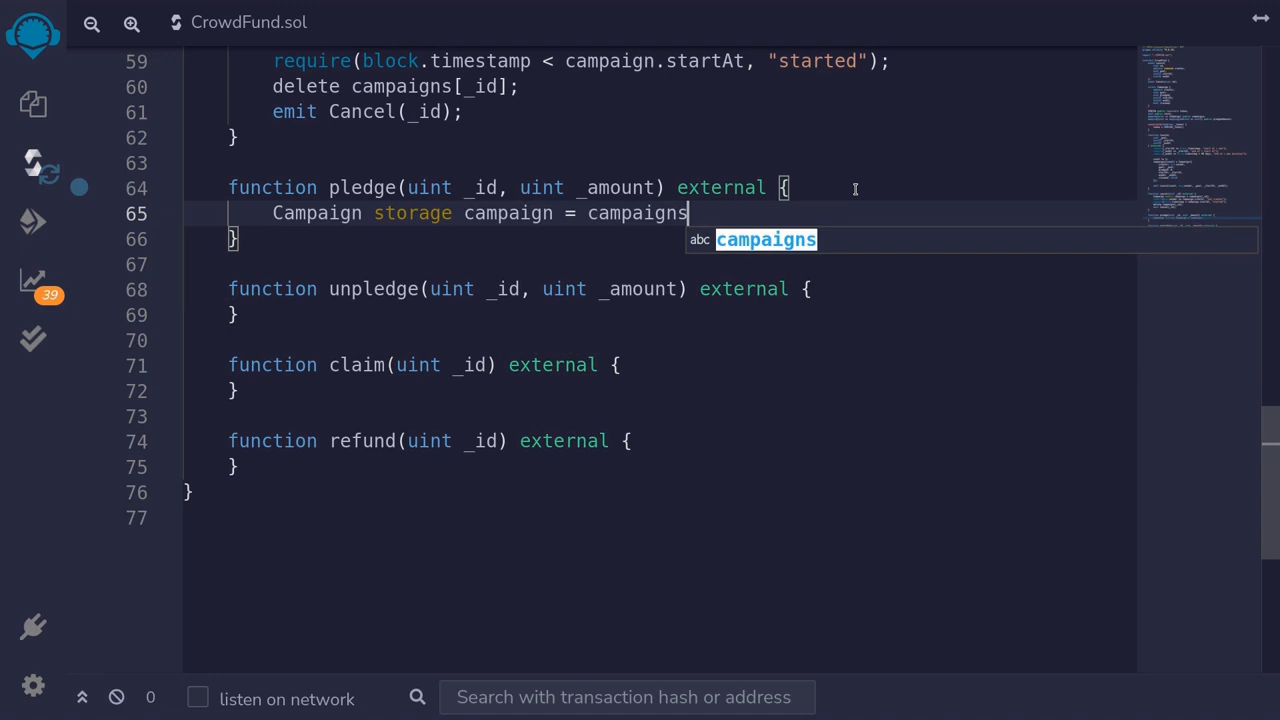 CrowdFund.sol
59 require(block.timestamp < campaign.startAt, "started");
60 delete campaigns[_id];
61 emit Cancel(_id);
62 }
63
64 function pledge(uint _id, uint _amount) external {
65 Campaign storage campaign = campaigns
abc campaigns
66 }
67
68 function unpledge(uint _id, uint _amount) external {
69 }
70
71 function claim(uint _id) external {
72 }
73
74 function refund(uint _id) external {
75 }
76 }
77
39
0
listen on network
Search with transaction hash or address